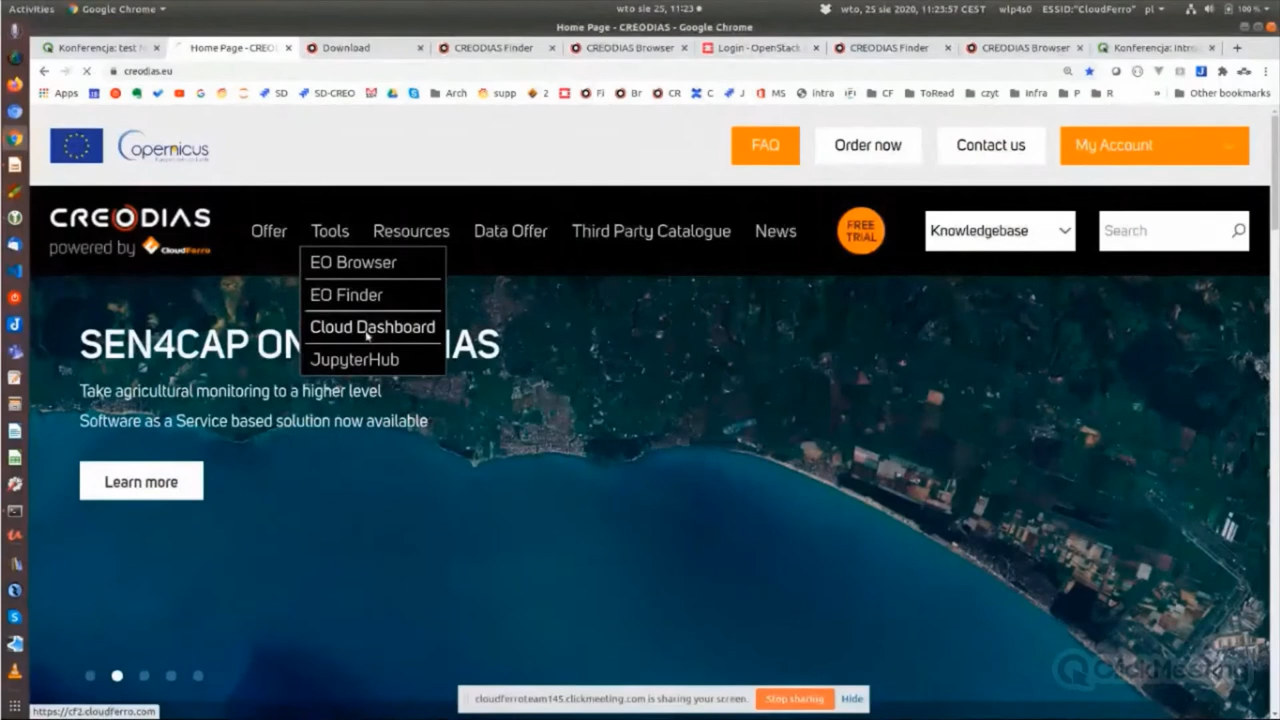 Activities Google Chrome wto sie 25, 11:23 wto, 25 sie 2020, 11:23:57 CEST wlp4s0 ESSID:"CloudFerro" pl 100 %
Home Page - CREODIAS - Google Chrome
Konferencja: test Home Page - CREO Download CREODIAS Finder CREODIAS Browser Login - OpenStack CREODIAS Finder CREODIAS Browser Konferencja: intro
creodias.eu
Apps SD SD-CREO Arch supp 2 Fi Br CR C J MS intra CF ToRead czyt Infra P R » Other bookmarks
Copernicus
FAQ Order now Contact us My Account
CREODIAS
powered by CloudFerro
Offer Tools Resources Data Offer Third Party Catalogue News FREE TRIAL Knowledgebase Search
EO Browser
EO Finder
Cloud Dashboard
JupyterHub
SEN4CAP ON IAS
Take agricultural monitoring to a higher level
Software as a Service based solution now available
Learn more
ClickMeeting
cloudferroteam145.clickmeeting.com is sharing your screen. Stop sharing Hide
https://cf2.cloudferro.com